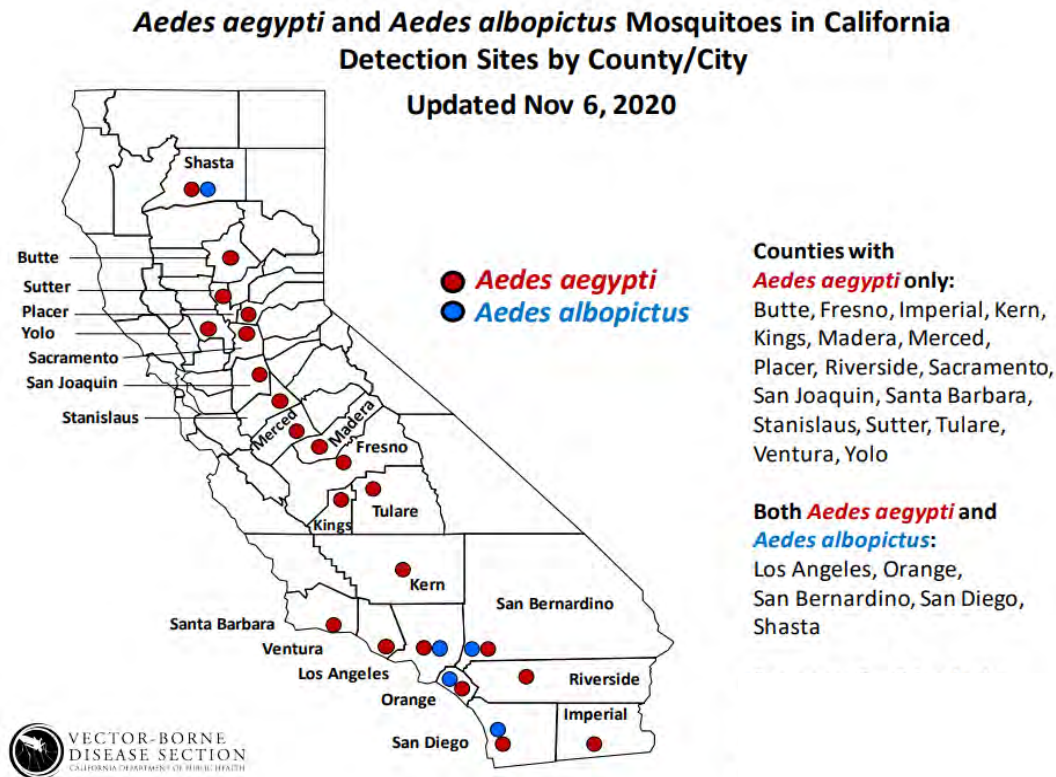 Aedes aegypti and Aedes albopictus Mosquitoes in California
Detection Sites by County/City
Updated Nov 6, 2020
Shasta
Butte
Sutter
Placer
Yolo
Sacramento
San Joaquin
Stanislaus
Merced
Madera
Fresno
Kings
Tulare
Kern
San Bernardino
Santa Barbara
Ventura
Los Angeles
Orange
Riverside
San Diego
Imperial
Aedes aegypti
Aedes albopictus
Counties with
Aedes aegypti only:
Butte, Fresno, Imperial, Kern,
Kings, Madera, Merced,
Placer, Riverside, Sacramento,
San Joaquin, Santa Barbara,
Stanislaus, Sutter, Tulare,
Ventura, Yolo
Both Aedes aegypti and
Aedes albopictus:
Los Angeles, Orange,
San Bernardino, San Diego,
Shasta
VECTOR-BORNE
DISEASE SECTION
CALIFORNIA DEPARTMENT OF PUBLIC HEALTH